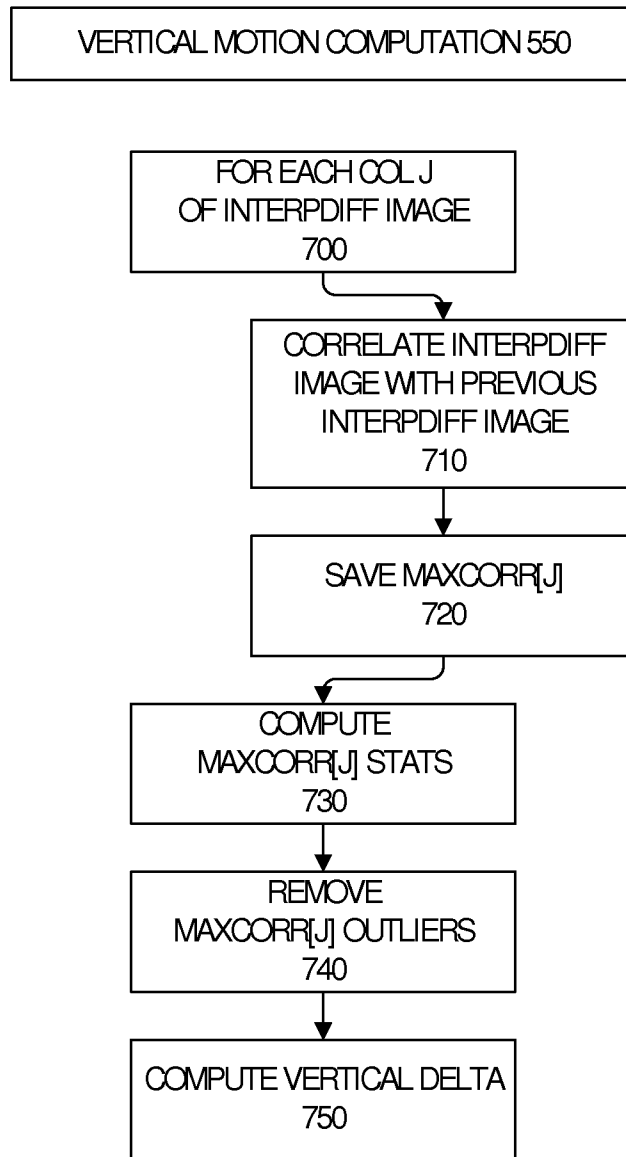 VERTICAL MOTION COMPUTATION 550
FOR EACH COL J
OF INTERPDIFF IMAGE
700
CORRELATE INTERPDIFF
IMAGE WITH PREVIOUS
INTERPDIFF IMAGE
710
SAVE MAXCORR[J]
720
COMPUTE
MAXCORR[J] STATS
730
REMOVE
MAXCORR[J] OUTLIERS
740
COMPUTE VERTICAL DELTA
750